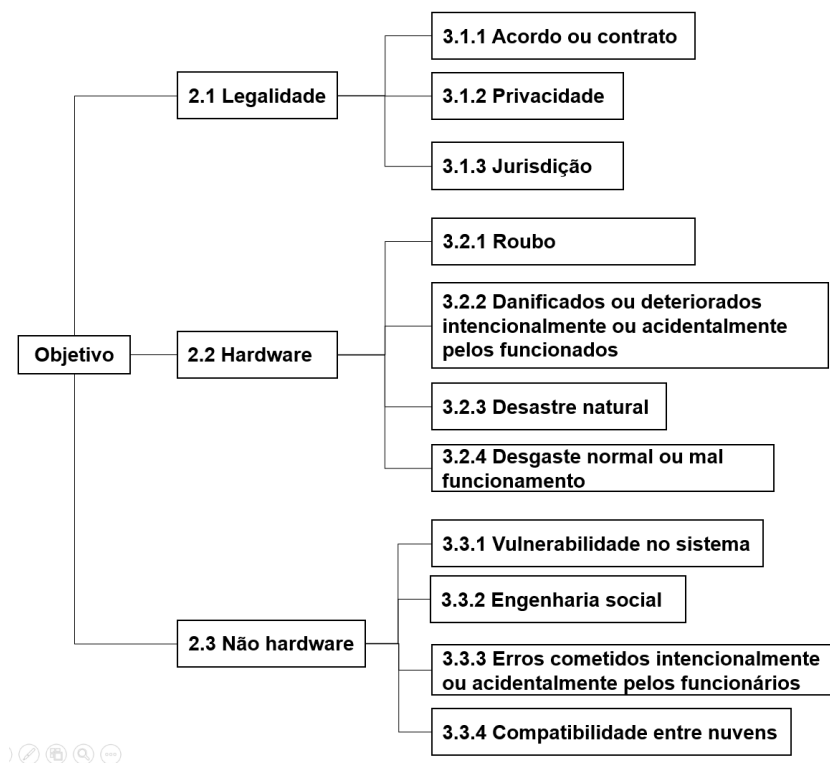 3.1.1 Acordo ou contrato
2.1 Legalidade
3.1.2 Privacidade
3.1.3 Jurisdição
3.2.1 Roubo
3.2.2 Danificados ou deteriorados
intencionalmente ou acidentalmente
pelos funcionados
Objetivo
2.2 Hardware
3.2.3 Desastre natural
3.2.4 Desgaste normal ou mal
funcionamento
3.3.1 Vulnerabilidade no sistema
3.3.2 Engenharia social
2.3 Não hardware
3.3.3 Erros cometidos intencionalmente
ou acidentalmente pelos funcionários
3.3.4 Compatibilidade entre nuvens